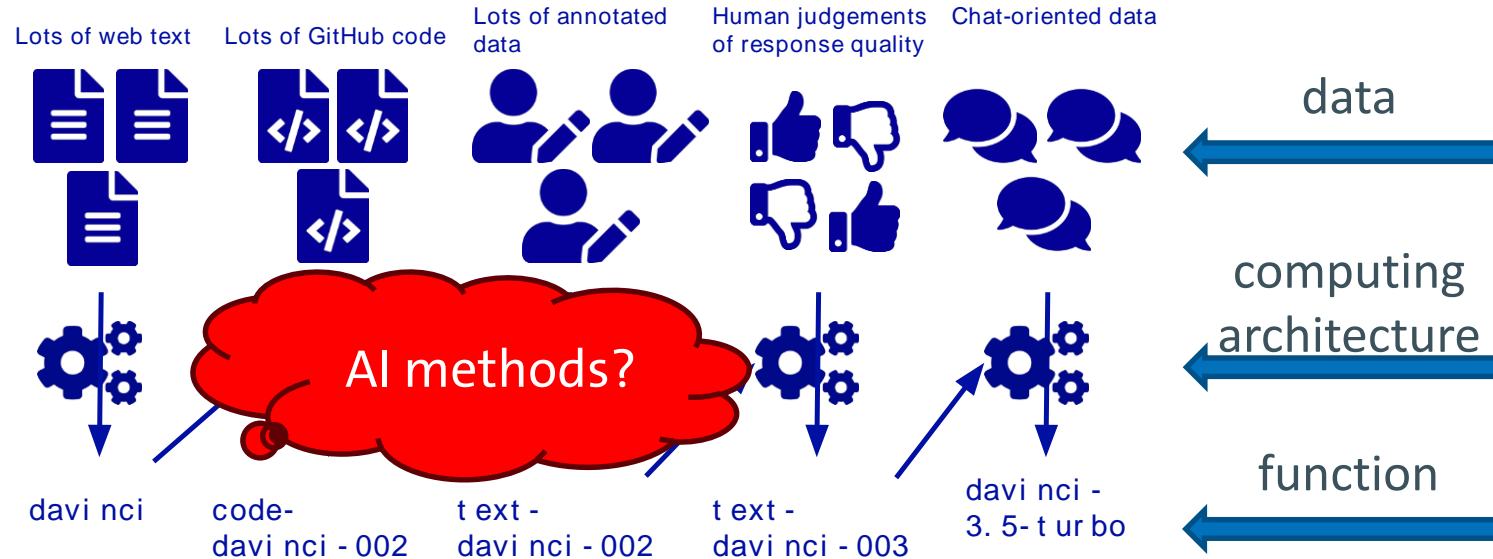 Lots of web text
Lots of GitHub code
Lots of annotated
data
Human judgements
of response quality
Chat-oriented data
data
</>
</>
</>
computing
architecture
AI methods?
function
davi nci
code-
davi nci - 002
t ext -
davi nci - 002
t ext -
davi nci - 003
davi nci -
3. 5- t ur bo